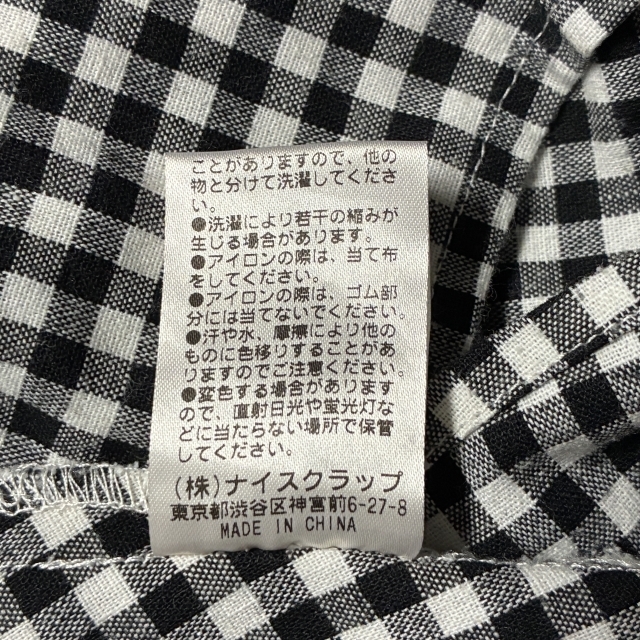 ことがありますので、他の
物と分けて洗濯してくださ
い。
●洗濯により若干の縮みが
生じる場合があります。
●アイロンの際は、当て布
をしてください。
●アイロンの際は、ゴム部
分には当てないでください。
●汗や水、摩擦により他の
ものに色移りすることがあ
りますのでご注意ください。
●変色する場合があります
ので、直射日光や蛍光灯な
どに当たらない場所で保管
してください。
(株)ナイスクラップ
東京都渋谷区神宮前6-27-8
MADE IN CHINA